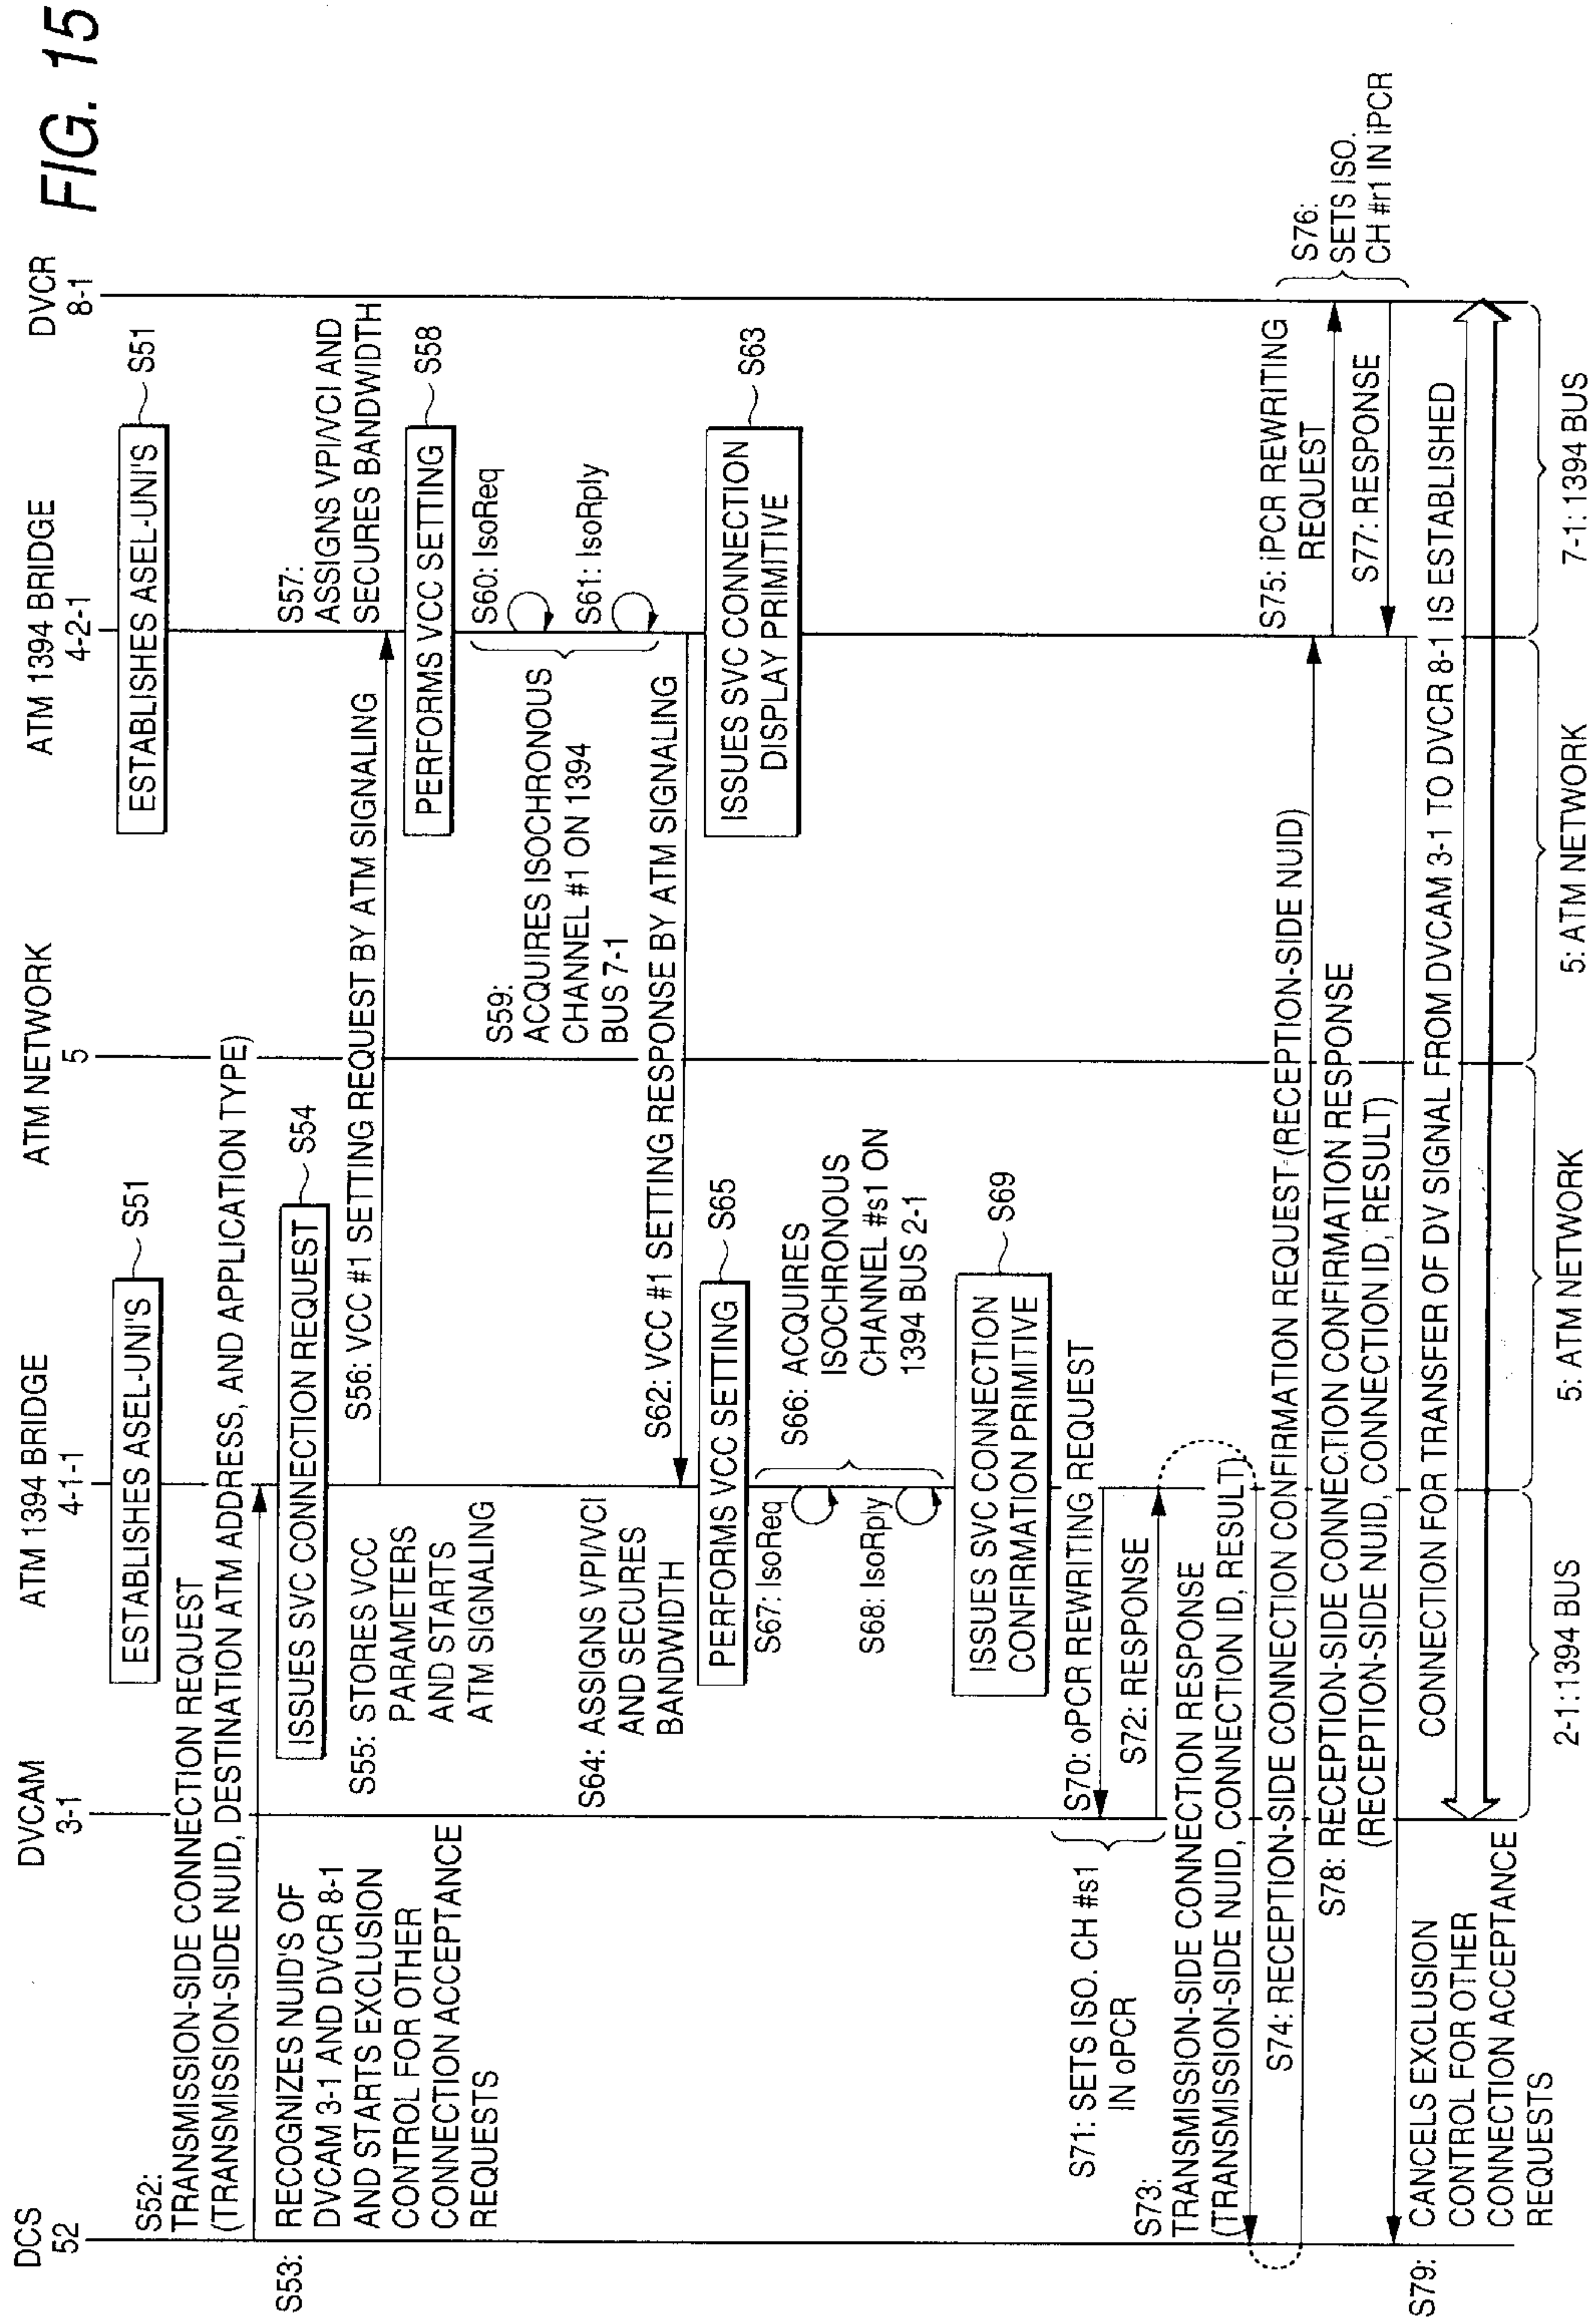 FIG. 15
DCS
52
DVCAM
3-1
ATM 1394 BRIDGE
4-1-1
ATM NETWORK
5
ATM 1394 BRIDGE
4-2-1
DVCR
8-1
ESTABLISHES ASEL-UNI'S
S51
ESTABLISHES ASEL-UNI'S
S51
S52:
TRANSMISSION-SIDE CONNECTION REQUEST
(TRANSMISSION-SIDE NUID, DESTINATION ATM ADDRESS, AND APPLICATION TYPE)
S53:
RECOGNIZES NUID'S OF
DVCAM 3-1 AND DVCR 8-1
AND STARTS EXCLUSION
CONTROL FOR OTHER
CONNECTION ACCEPTANCE
REQUESTS
ISSUES SVC CONNECTION REQUEST
S54
S55: STORES VCC
PARAMETERS
AND STARTS
ATM SIGNALING
S56: VCC #1 SETTING REQUEST BY ATM SIGNALING
S57:
ASSIGNS VPI/VCI AND
SECURES BANDWIDTH
PERFORMS VCC SETTING
S58
S59:
ACQUIRES ISOCHRONOUS
CHANNEL #1 ON 1394
BUS 7-1
S60: IsoReq
S61: IsoRply
S62: VCC #1 SETTING RESPONSE BY ATM SIGNALING
ISSUES SVC CONNECTION
DISPLAY PRIMITIVE
S63
S64: ASSIGNS VPI/VCI
AND SECURES
BANDWIDTH
PERFORMS VCC SETTING
S65
S66: ACQUIRES
ISOCHRONOUS
CHANNEL #s1 ON
1394 BUS 2-1
S67: IsoReq
S68: IsoRply
ISSUES SVC CONNECTION
CONFIRMATION PRIMITIVE
S69
S70: oPCR REWRITING REQUEST
S71: SETS ISO. CH #s1
IN oPCR
S72: RESPONSE
S73:
TRANSMISSION-SIDE CONNECTION RESPONSE
(TRANSMISSION-SIDE NUID, CONNECTION ID, RESULT)
S74: RECEPTION-SIDE CONNECTION CONFIRMATION REQUEST (RECEPTION-SIDE NUID)
S75: iPCR REWRITING
REQUEST
S76:
SETS ISO.
CH #r1 IN iPCR
S77: RESPONSE
S78: RECEPTION-SIDE CONNECTION CONFIRMATION RESPONSE
(RECEPTION-SIDE NUID, CONNECTION ID, RESULT)
S79:
CANCELS EXCLUSION
CONTROL FOR OTHER
CONNECTION ACCEPTANCE
REQUESTS
CONNECTION FOR TRANSFER OF DV SIGNAL FROM DVCAM 3-1 TO DVCR 8-1 IS ESTABLISHED
2-1:1394 BUS
5: ATM NETWORK
5: ATM NETWORK
7-1: 1394 BUS